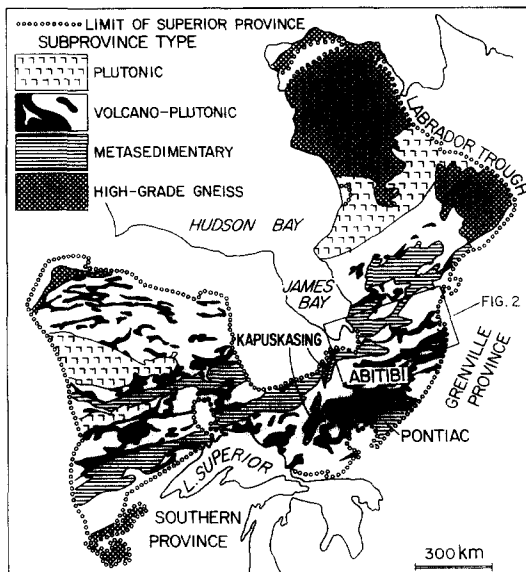 LIMIT OF SUPERIOR PROVINCE
SUBPROVINCE TYPE
PLUTONIC
VOLCANO-PLUTONIC
METASEDIMENTARY
HIGH-GRADE GNEISS
LABRADOR TROUGH
HUDSON BAY
JAMES
BAY
FIG. 2
KAPUSKASING
ABITIBI
GRENVILLE
PROVINCE
PONTIAC
L. SUPERIOR
SOUTHERN
PROVINCE
300 km